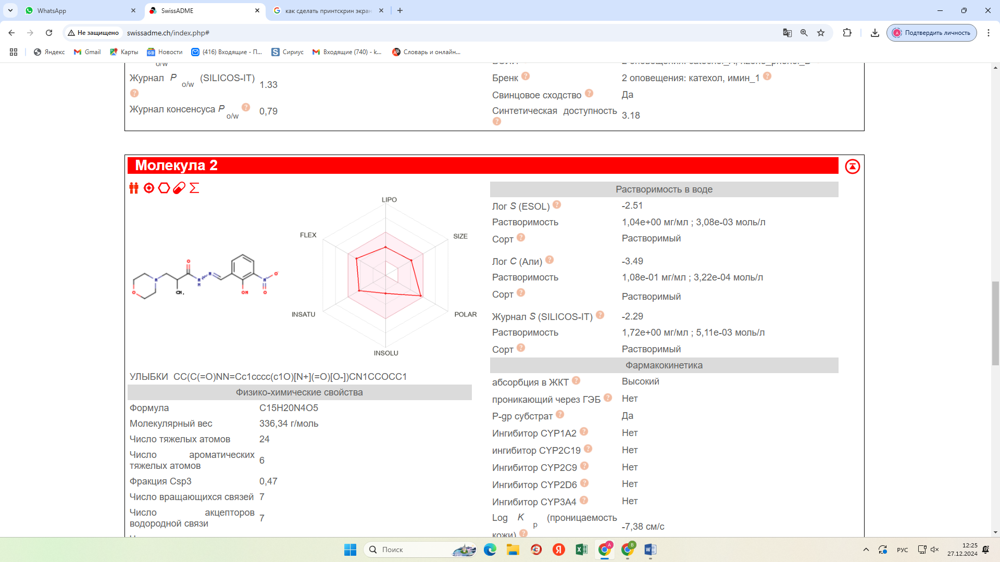 WhatsApp
SwissADME
как сделать принтскрин экран
Не защищено
swissadme.ch/index.php#
Подтвердить личность
Яндекс
Gmail
Карты
Новости
(416) Входящие - П...
Сириус
Входящие (740) - k...
Словарь и онлайн...
o/w
Журнал P o/w (SILICOS-IT) ? 1.33
Журнал консенсуса P o/w ? 0,79
Бренк ? 2 оповещения: катехол, имин_1 ?
Свинцовое сходство ? Да
Синтетическая доступность ? 3.18
Молекула 2
LIPO
FLEX
SIZE
INSATU
POLAR
INSOLU
O
N
N
H
N
CH3
O
OH
N+
O-
O
УЛЫБКИ CC(C(=O)NN=Cc1cccc(c1O)[N+](=O)[O-])CN1CCOCC1
Физико-химические свойства
Формула C15H20N4O5
Молекулярный вес 336,34 г/моль
Число тяжелых атомов 24
Число ароматических тяжелых атомов 6
Фракция Csp3 0,47
Число вращающихся связей 7
Число акцепторов водородной связи 7
Растворимость в воде
Лог S (ESOL) ? -2.51
Растворимость 1,04e+00 мг/мл ; 3,08e-03 моль/л
Сорт ? Растворимый
Лог С (Али) ? -3.49
Растворимость 1,08e-01 мг/мл ; 3,22e-04 моль/л
Сорт ? Растворимый
Журнал S (SILICOS-IT) ? -2.29
Растворимость 1,72e+00 мг/мл ; 5,11e-03 моль/л
Сорт ? Растворимый
Фармакокинетика
абсорбция в ЖКТ ? Высокий
проникающий через ГЭБ ? Нет
P-gp субстрат ? Да
Ингибитор CYP1A2 ? Нет
ингибитор CYP2C19 ? Нет
Ингибитор CYP2C9 ? Нет
Ингибитор CYP2D6 ? Нет
Ингибитор CYP3A4 ? Нет
Log K p (проницаемость кожи) ? -7,38 см/с
Поиск
РУС
12:25
27.12.2024